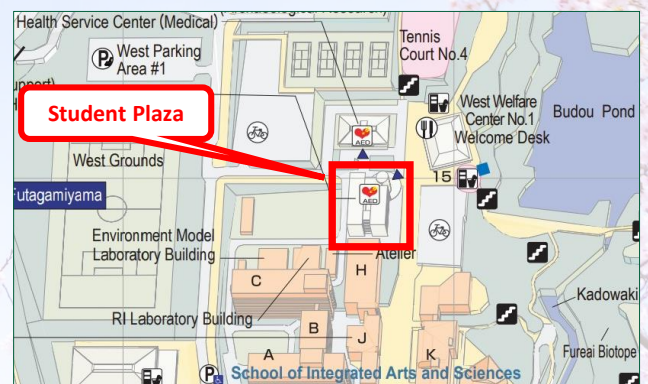 Health Service Center (Medical)
Tennis
Court No.4
West Parking
Area #1
P
Student Plaza
AED
West Welfare
Center No.1
Welcome Desk
Budou Pond
West Grounds
15
AED
Futagamiyama
Environment Model
Laboratory Building
Atelier
H
C
Kadowaki
RI Laboratory Building
B
J
Fureai Biotope
A
K
P
School of Integrated Arts and Sciences